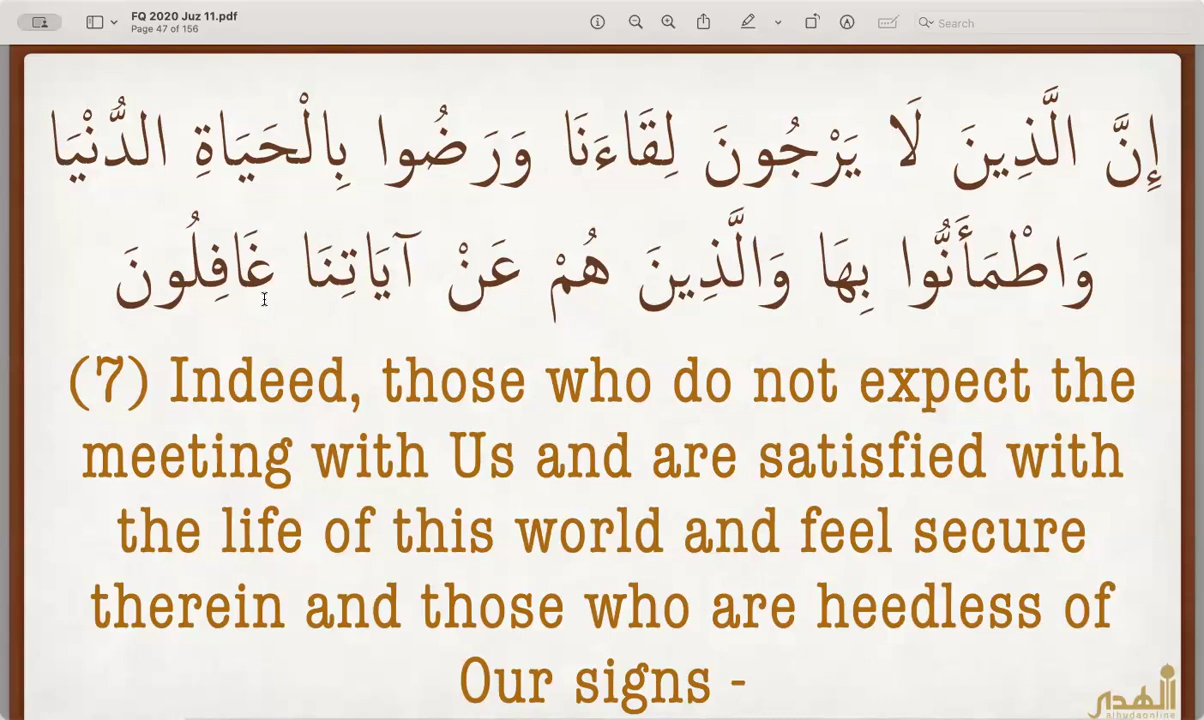 FQ 2020 Juz 11.pdf
Page 47 of 156
Search
إِنَّ الَّذِينَ لَا يَرْجُونَ لِقَاءَنَا وَرَضُوا بِالْحَيَاةِ الدُّنْيَا
وَاطْمَأَنُّوا بِهَا وَالَّذِينَ هُمْ عَنْ آيَاتِنَا غَافِلُونَ
(7) Indeed, those who do not expect the
meeting with Us and are satisfied with
the life of this world and feel secure
therein and those who are heedless of
Our signs -
الهدى
alhudaonline